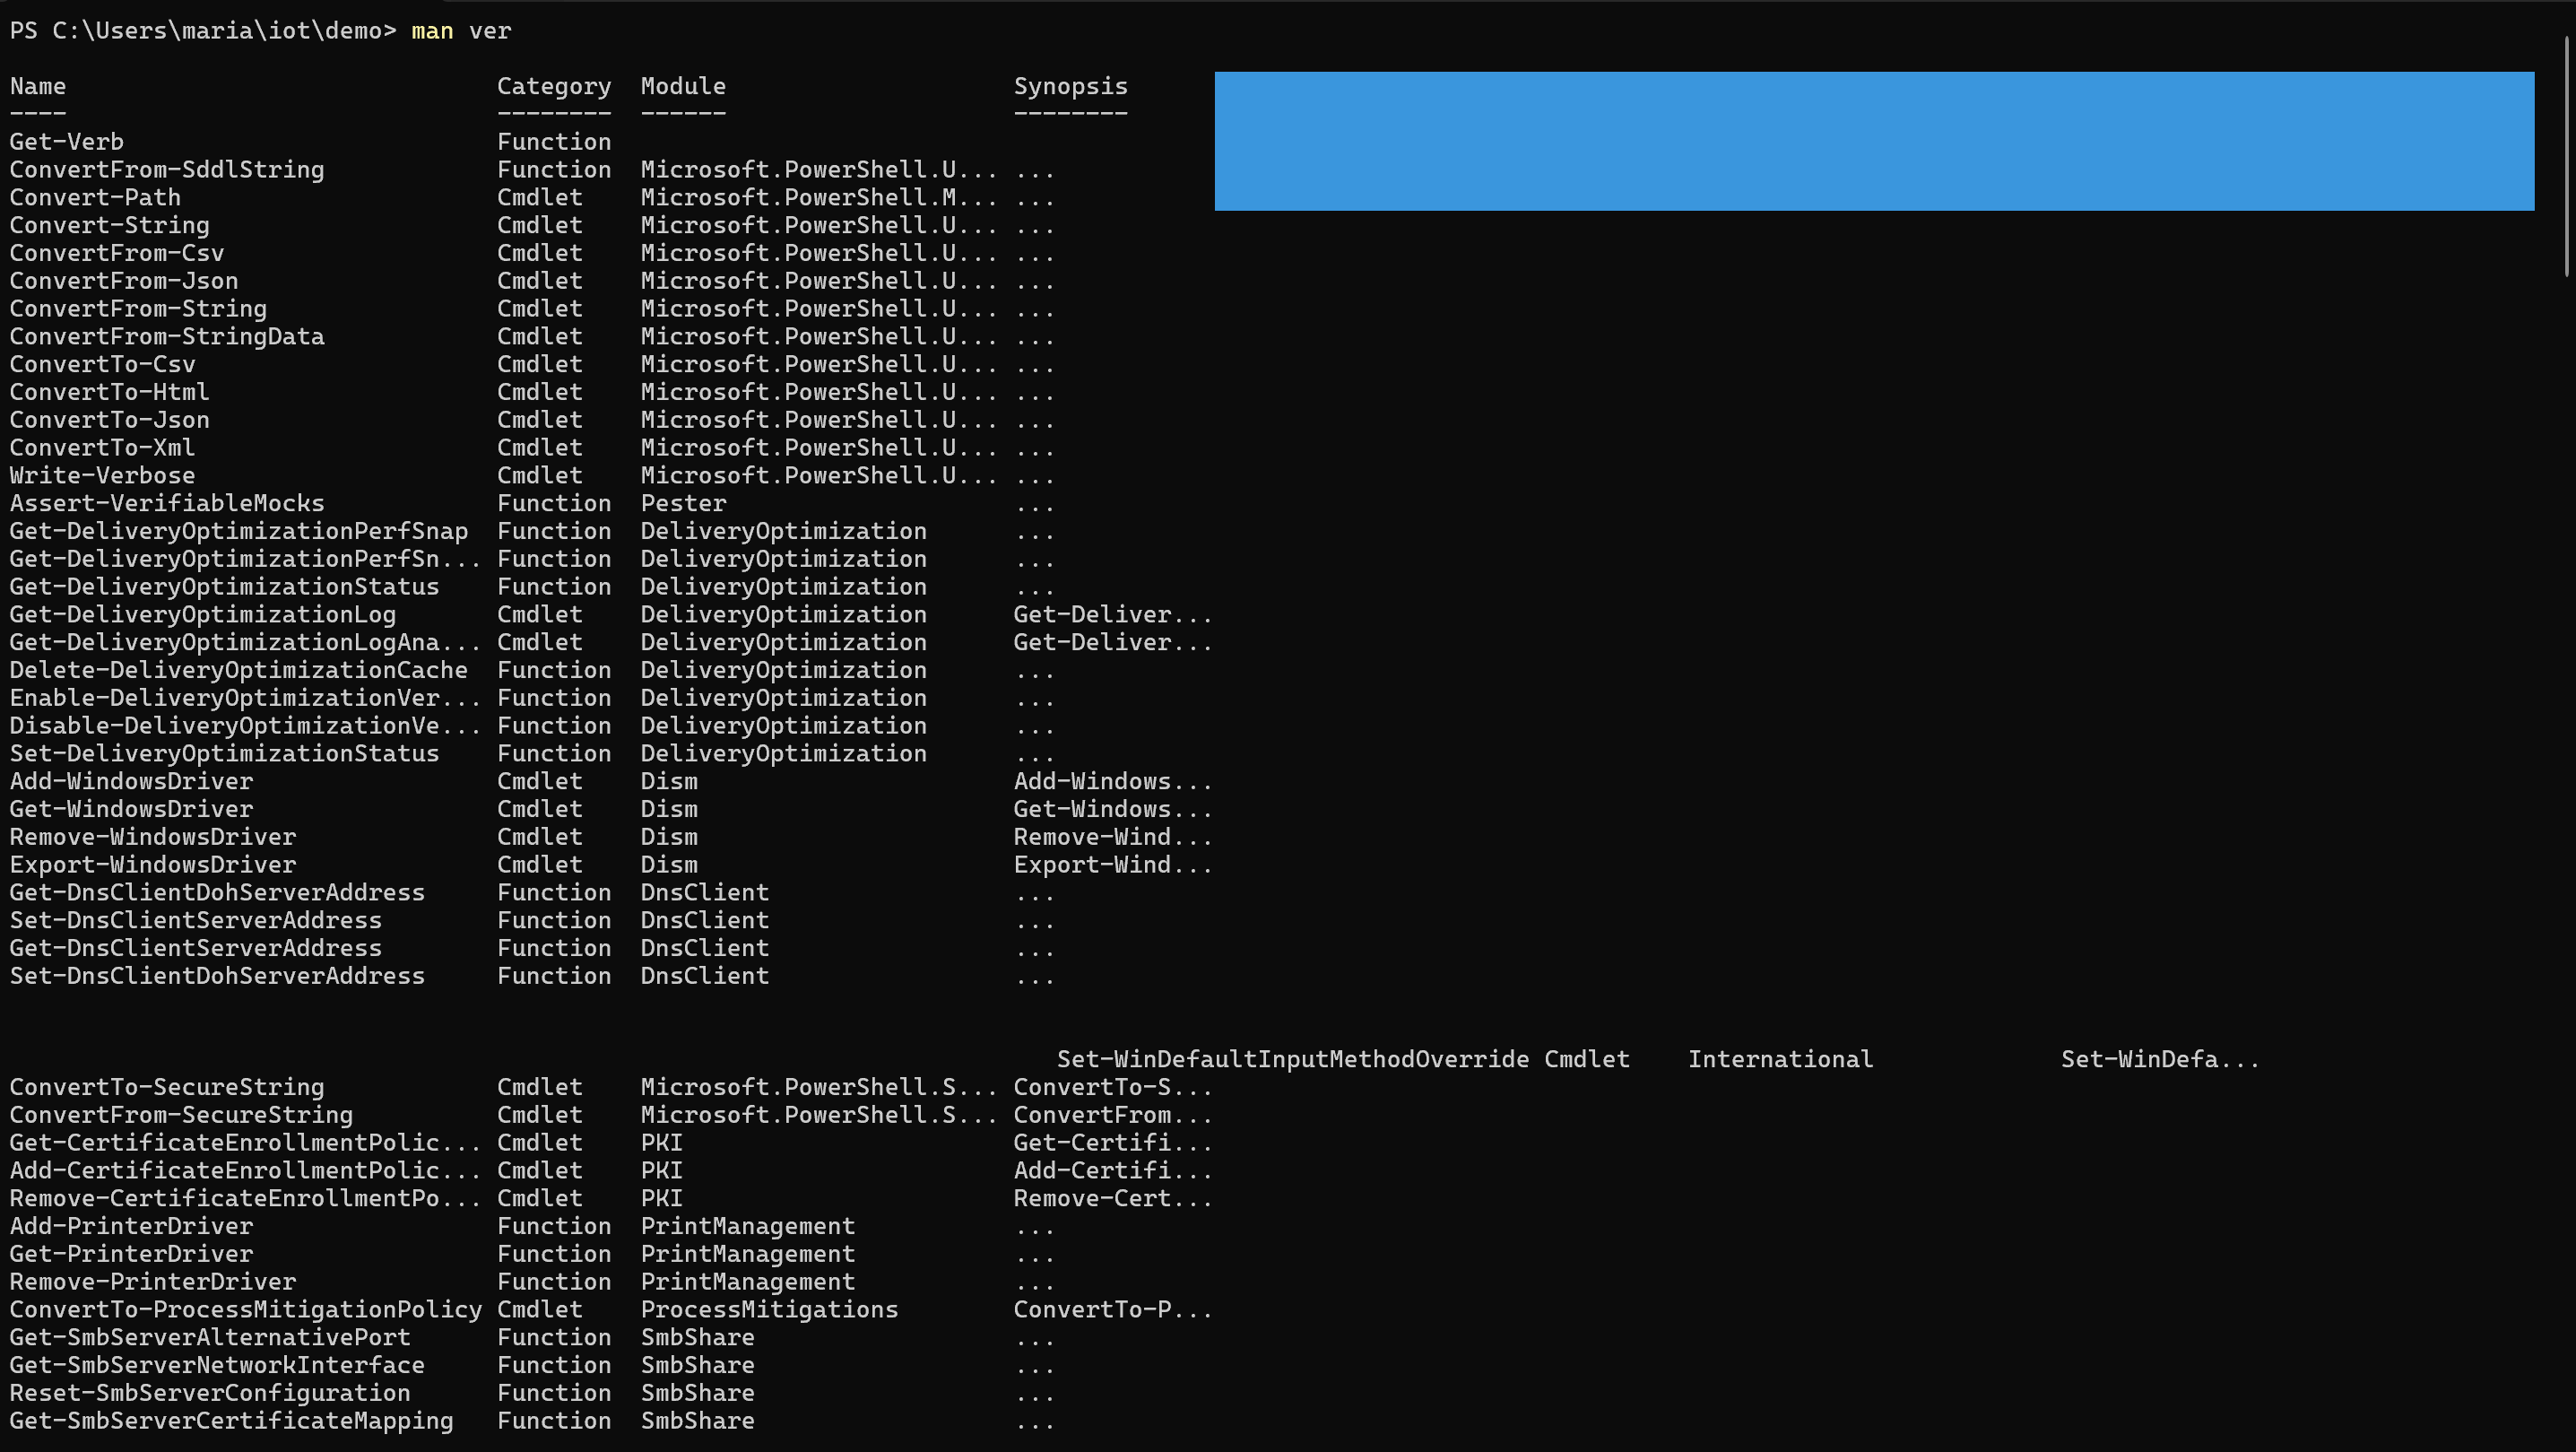 PS C:\Users\maria\iot\demo> man ver
Name Category Module Synopsis
---- -------- ------ --------
Get-Verb Function
ConvertFrom-SddlString Function Microsoft.PowerShell.U... ...
Convert-Path Cmdlet Microsoft.PowerShell.M... ...
Convert-String Cmdlet Microsoft.PowerShell.U... ...
ConvertFrom-Csv Cmdlet Microsoft.PowerShell.U... ...
ConvertFrom-Json Cmdlet Microsoft.PowerShell.U... ...
ConvertFrom-String Cmdlet Microsoft.PowerShell.U... ...
ConvertFrom-StringData Cmdlet Microsoft.PowerShell.U... ...
ConvertTo-Csv Cmdlet Microsoft.PowerShell.U... ...
ConvertTo-Html Cmdlet Microsoft.PowerShell.U... ...
ConvertTo-Json Cmdlet Microsoft.PowerShell.U... ...
ConvertTo-Xml Cmdlet Microsoft.PowerShell.U... ...
Write-Verbose Cmdlet Microsoft.PowerShell.U... ...
Assert-VerifiableMocks Function Pester ...
Get-DeliveryOptimizationPerfSnap Function DeliveryOptimization ...
Get-DeliveryOptimizationPerfSn... Function DeliveryOptimization ...
Get-DeliveryOptimizationStatus Function DeliveryOptimization ...
Get-DeliveryOptimizationLog Cmdlet DeliveryOptimization Get-Deliver...
Get-DeliveryOptimizationLogAna... Cmdlet DeliveryOptimization Get-Deliver...
Delete-DeliveryOptimizationCache Function DeliveryOptimization ...
Enable-DeliveryOptimizationVer... Function DeliveryOptimization ...
Disable-DeliveryOptimizationVe... Function DeliveryOptimization ...
Set-DeliveryOptimizationStatus Function DeliveryOptimization ...
Add-WindowsDriver Cmdlet Dism Add-Windows...
Get-WindowsDriver Cmdlet Dism Get-Windows...
Remove-WindowsDriver Cmdlet Dism Remove-Wind...
Export-WindowsDriver Cmdlet Dism Export-Wind...
Get-DnsClientDohServerAddress Function DnsClient ...
Set-DnsClientServerAddress Function DnsClient ...
Get-DnsClientServerAddress Function DnsClient ...
Set-DnsClientDohServerAddress Function DnsClient ...
Set-WinDefaultInputMethodOverride Cmdlet International Set-WinDefa...
ConvertTo-SecureString Cmdlet Microsoft.PowerShell.S... ConvertTo-S...
ConvertFrom-SecureString Cmdlet Microsoft.PowerShell.S... ConvertFrom...
Get-CertificateEnrollmentPolic... Cmdlet PKI Get-Certifi...
Add-CertificateEnrollmentPolic... Cmdlet PKI Add-Certifi...
Remove-CertificateEnrollmentPo... Cmdlet PKI Remove-Cert...
Add-PrinterDriver Function PrintManagement ...
Get-PrinterDriver Function PrintManagement ...
Remove-PrinterDriver Function PrintManagement ...
ConvertTo-ProcessMitigationPolicy Cmdlet ProcessMitigations ConvertTo-P...
Get-SmbServerAlternativePort Function SmbShare ...
Get-SmbServerNetworkInterface Function SmbShare ...
Reset-SmbServerConfiguration Function SmbShare ...
Get-SmbServerCertificateMapping Function SmbShare ...